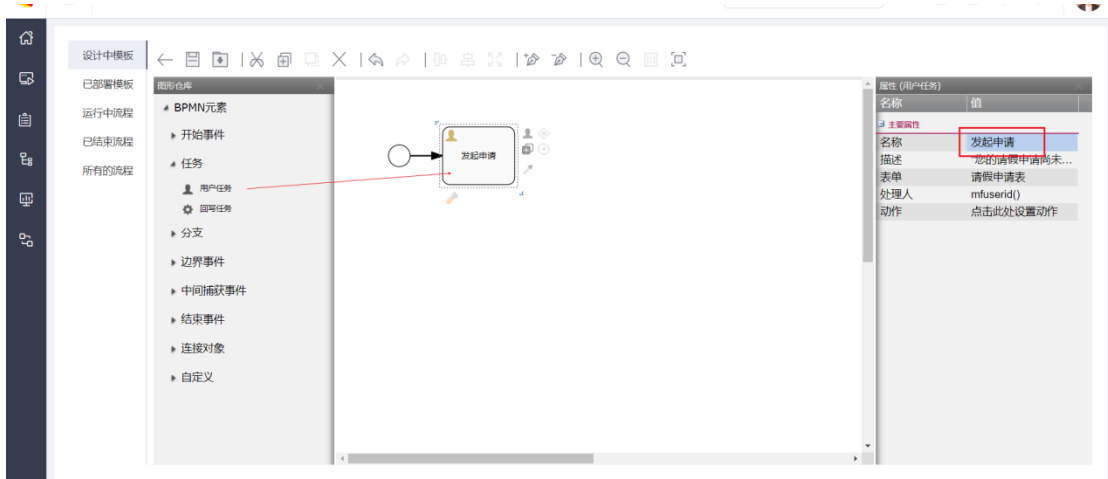 设计中模板
已部署模板
运行中流程
已结束流程
所有的流程
图形仓库
BPMN元素
开始事件
任务
用户任务
回写任务
分支
边界事件
中间捕获事件
结束事件
连接对象
自定义
发起申请
属性 (用户任务)
名称 值
主要属性
名称 发起申请
描述 "您的请假申请尚未...
表单 请假申请表
处理人 mfuserid()
动作 点击此处设置动作